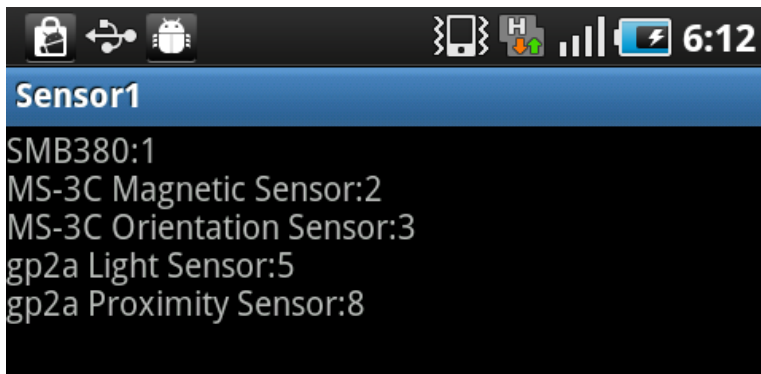 H 6:12
Sensor1
SMB380:1
MS-3C Magnetic Sensor:2
MS-3C Orientation Sensor:3
gp2a Light Sensor:5
gp2a Proximity Sensor:8